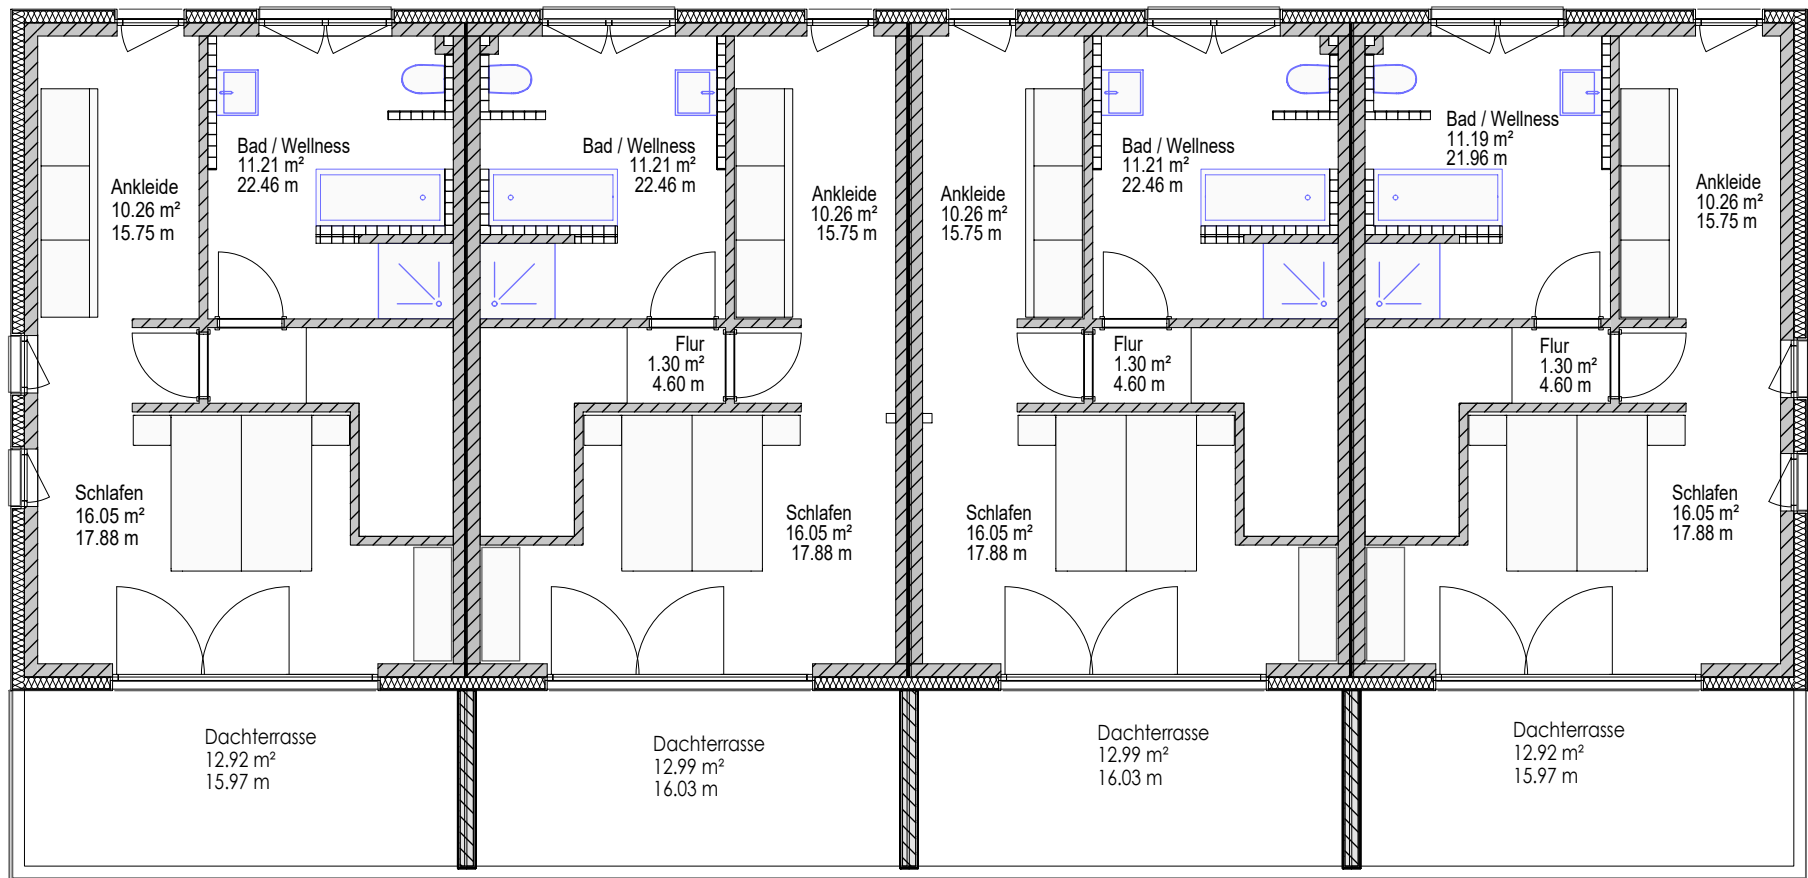 Bad / Wellness
11.21 m²
22.46 m
Ankleide
10.26 m²
15.75 m
Schlafen
16.05 m²
17.88 m
Dachterrasse
12.92 m²
15.97 m
Bad / Wellness
11.21 m²
22.46 m
Ankleide
10.26 m²
15.75 m
Flur
1.30 m²
4.60 m
Schlafen
16.05 m²
17.88 m
Dachterrasse
12.99 m²
16.03 m
Bad / Wellness
11.21 m²
22.46 m
Ankleide
10.26 m²
15.75 m
Flur
1.30 m²
4.60 m
Schlafen
16.05 m²
17.88 m
Dachterrasse
12.99 m²
16.03 m
Bad / Wellness
11.19 m²
21.96 m
Ankleide
10.26 m²
15.75 m
Flur
1.30 m²
4.60 m
Schlafen
16.05 m²
17.88 m
Dachterrasse
12.92 m²
15.97 m